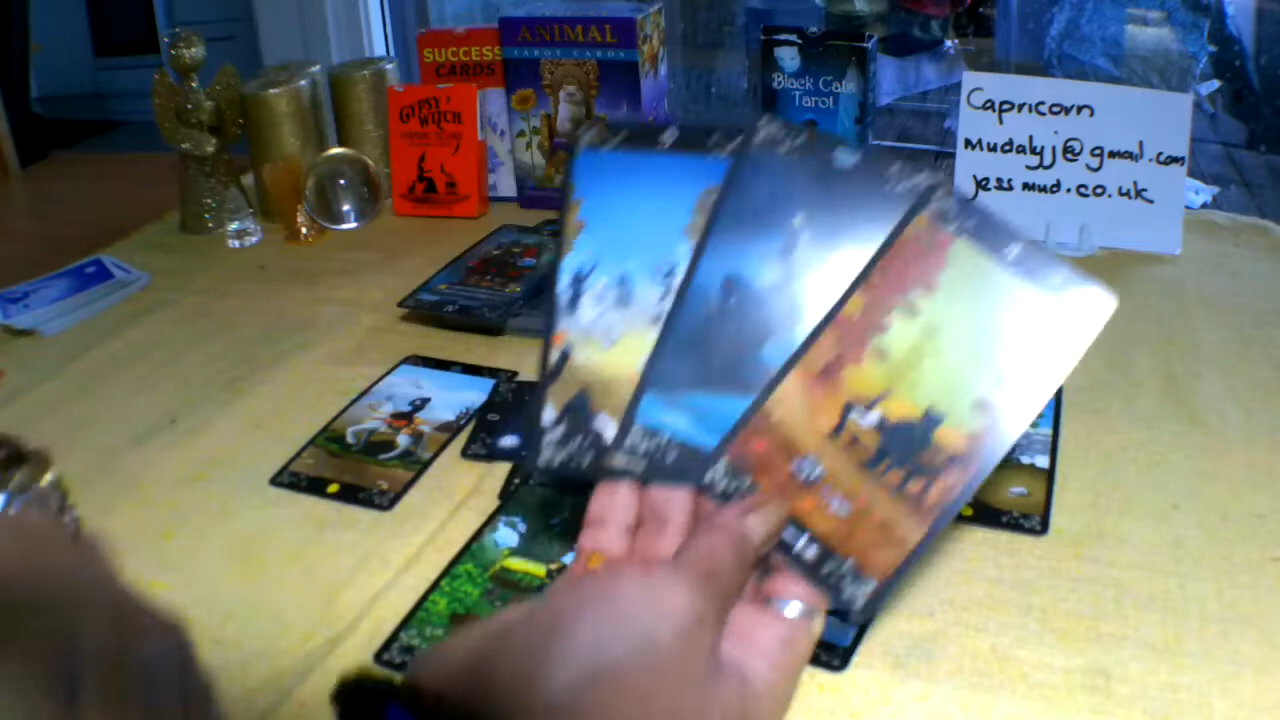 SUCCESS
CARDS
ANIMAL
TAROT CARDS
GYPSY
WITCH
Black Cats
Tarot
Capricorn
mudalyj@gmail.com
jessmud.co.uk